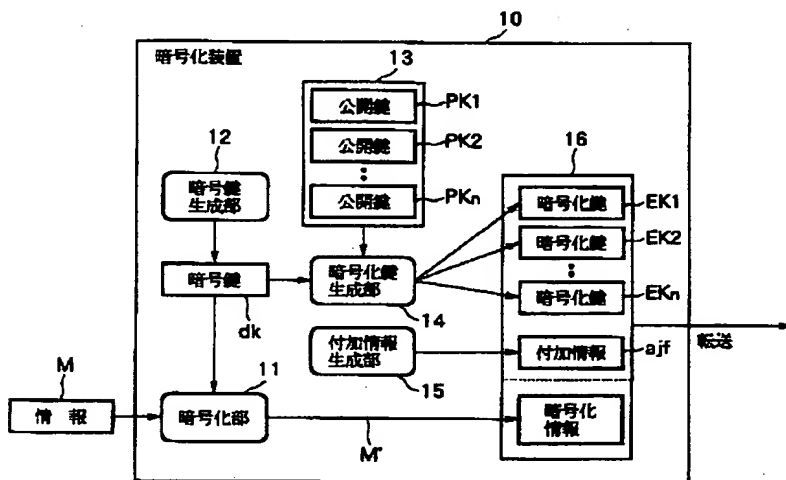 10
暗号化装置
13
公開鍵
PK1
公開鍵
PK2
公開鍵
PKn
12
暗号鍵
生成部
16
暗号化鍵
EK1
暗号化鍵
EK2
暗号化鍵
EKn
暗号鍵
dk
暗号化鍵
生成部
14
付加情報
生成部
15
付加情報
ajf
転送
M
情 報
11
暗号化部
M'
暗号化
情報